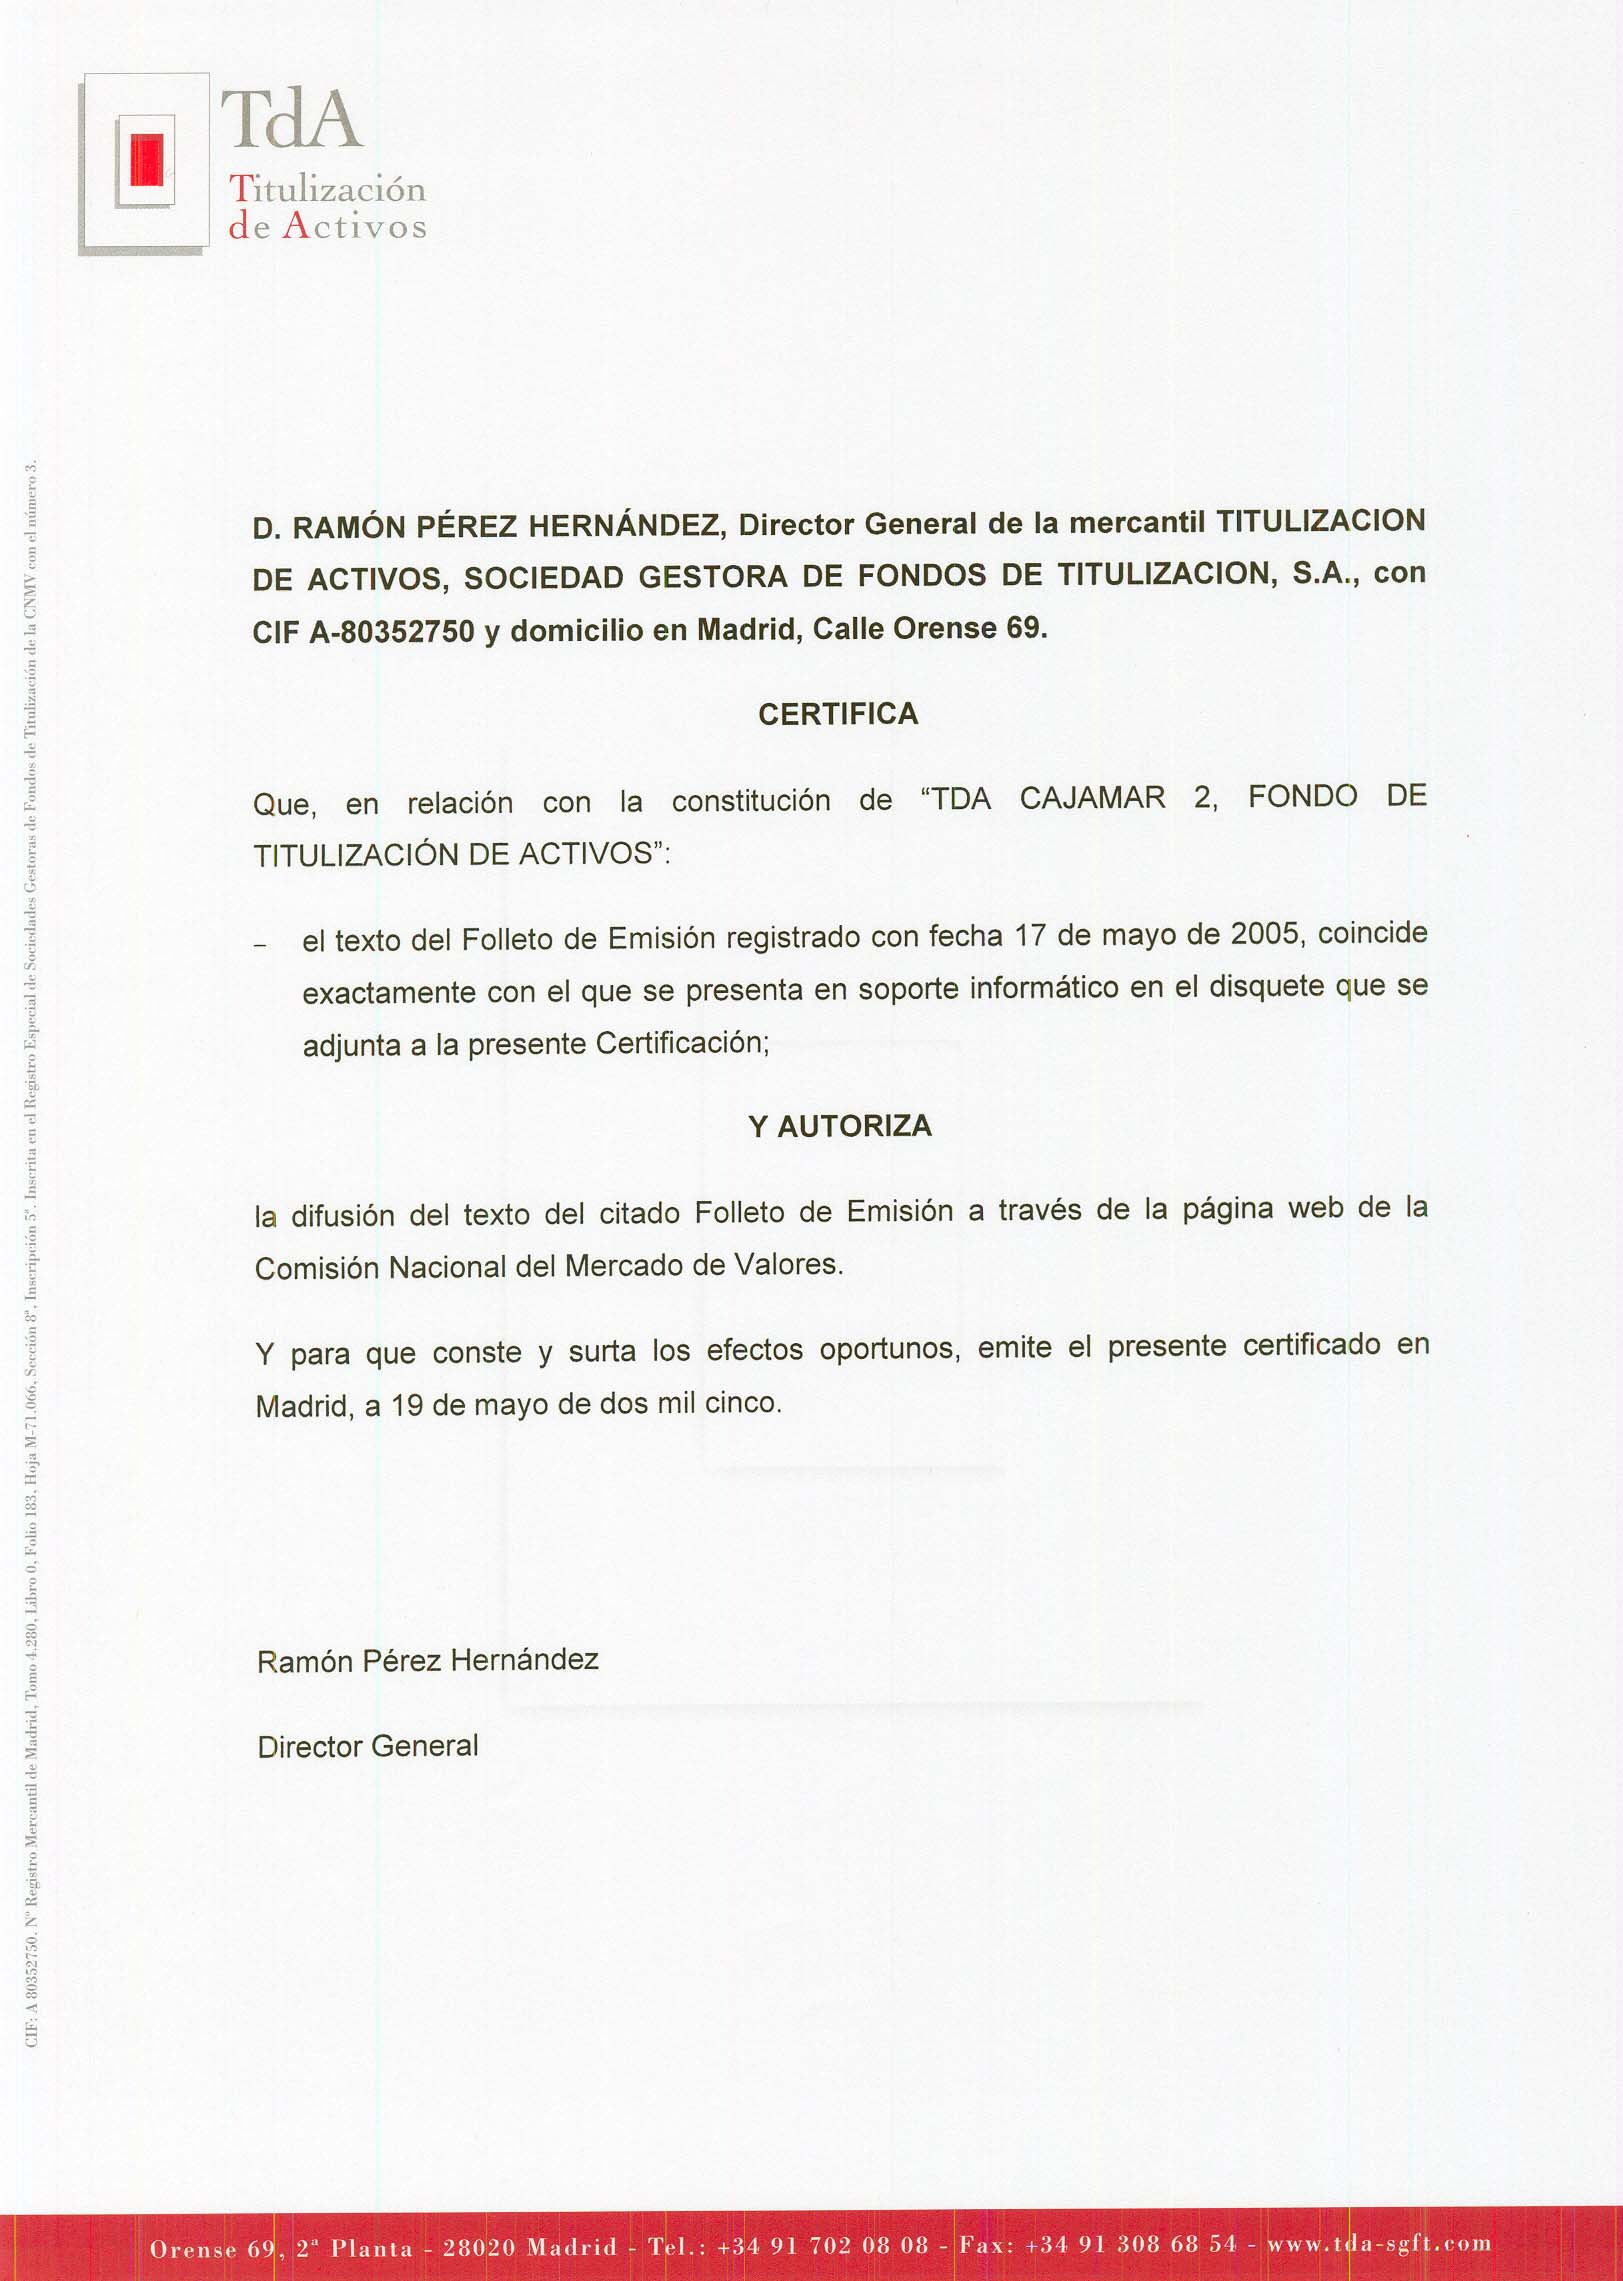 TdA
Titulización
de Activos
D. RAMÓN PÉREZ HERNÁNDEZ, Director General de la mercantil TITULIZACION
DE ACTIVOS, SOCIEDAD GESTORA DE FONDOS DE TITULIZACION, S.A., con
CIF A-80352750 y domicilio en Madrid, Calle Orense 69.
CERTIFICA
Que, en relación con la constitución de “TDA CAJAMAR 2, FONDO DE
TITULIZACIÓN DE ACTIVOS”:
– el texto del Folleto de Emisión registrado con fecha 17 de mayo de 2005, coincide
exactamente con el que se presenta en soporte informático en el disquete que se
adjunta a la presente Certificación;
Y AUTORIZA
la difusión del texto del citado Folleto de Emisión a través de la página web de la
Comisión Nacional del Mercado de Valores.
Y para que conste y surta los efectos oportunos, emite el presente certificado en
Madrid, a 19 de mayo de dos mil cinco.
Ramón Pérez Hernández
Director General
CIF: A 80352750. Nº Registro Mercantil de Madrid, Tomo 4.280, Libro 0, Folio 183, Hoja M-71.066, Sección 8ª, Inscripción 5ª. Inscrita en el Registro Especial de Sociedades Gestoras de Fondos de Titulización de la CNMV con el número 3.
Orense 69, 2ª Planta - 28020 Madrid - Tel.: +34 91 702 08 08 - Fax: +34 91 308 68 54 - www.tda-sgft.com